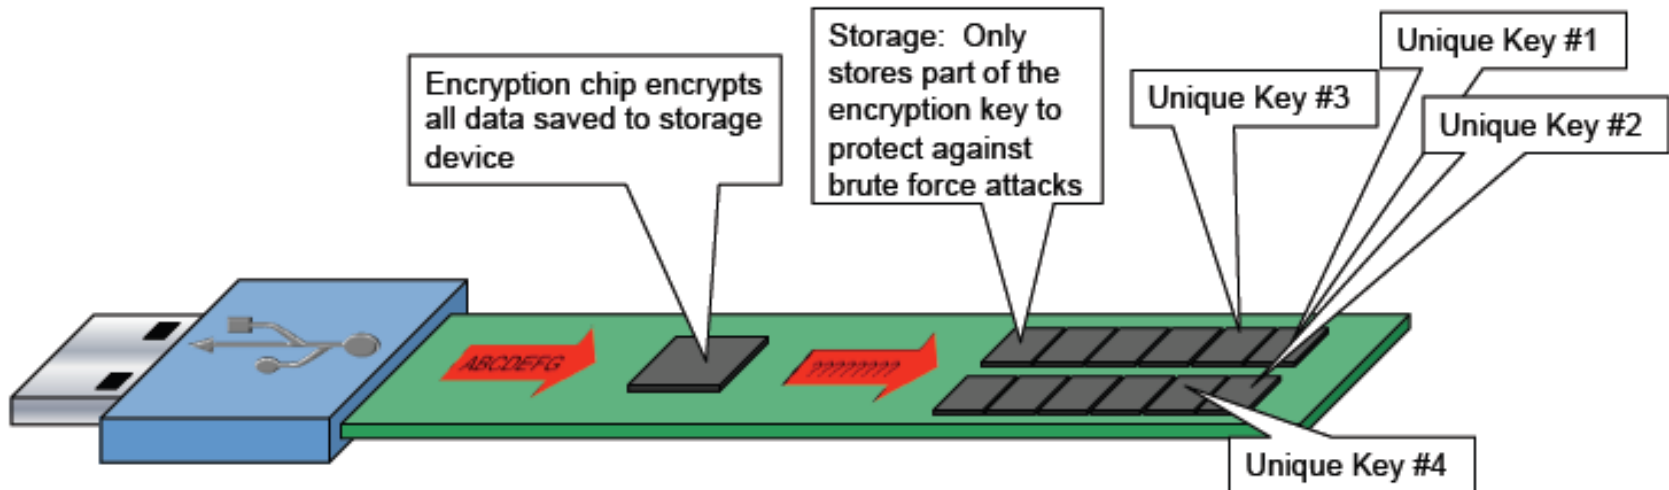 Encryption chip encrypts
all data saved to storage
device
Storage:  Only
stores part of the
encryption key to
protect against
brute force attacks
Unique Key #3
Unique Key #1
Unique Key #2
ABCDEFG
????????
Unique Key #4